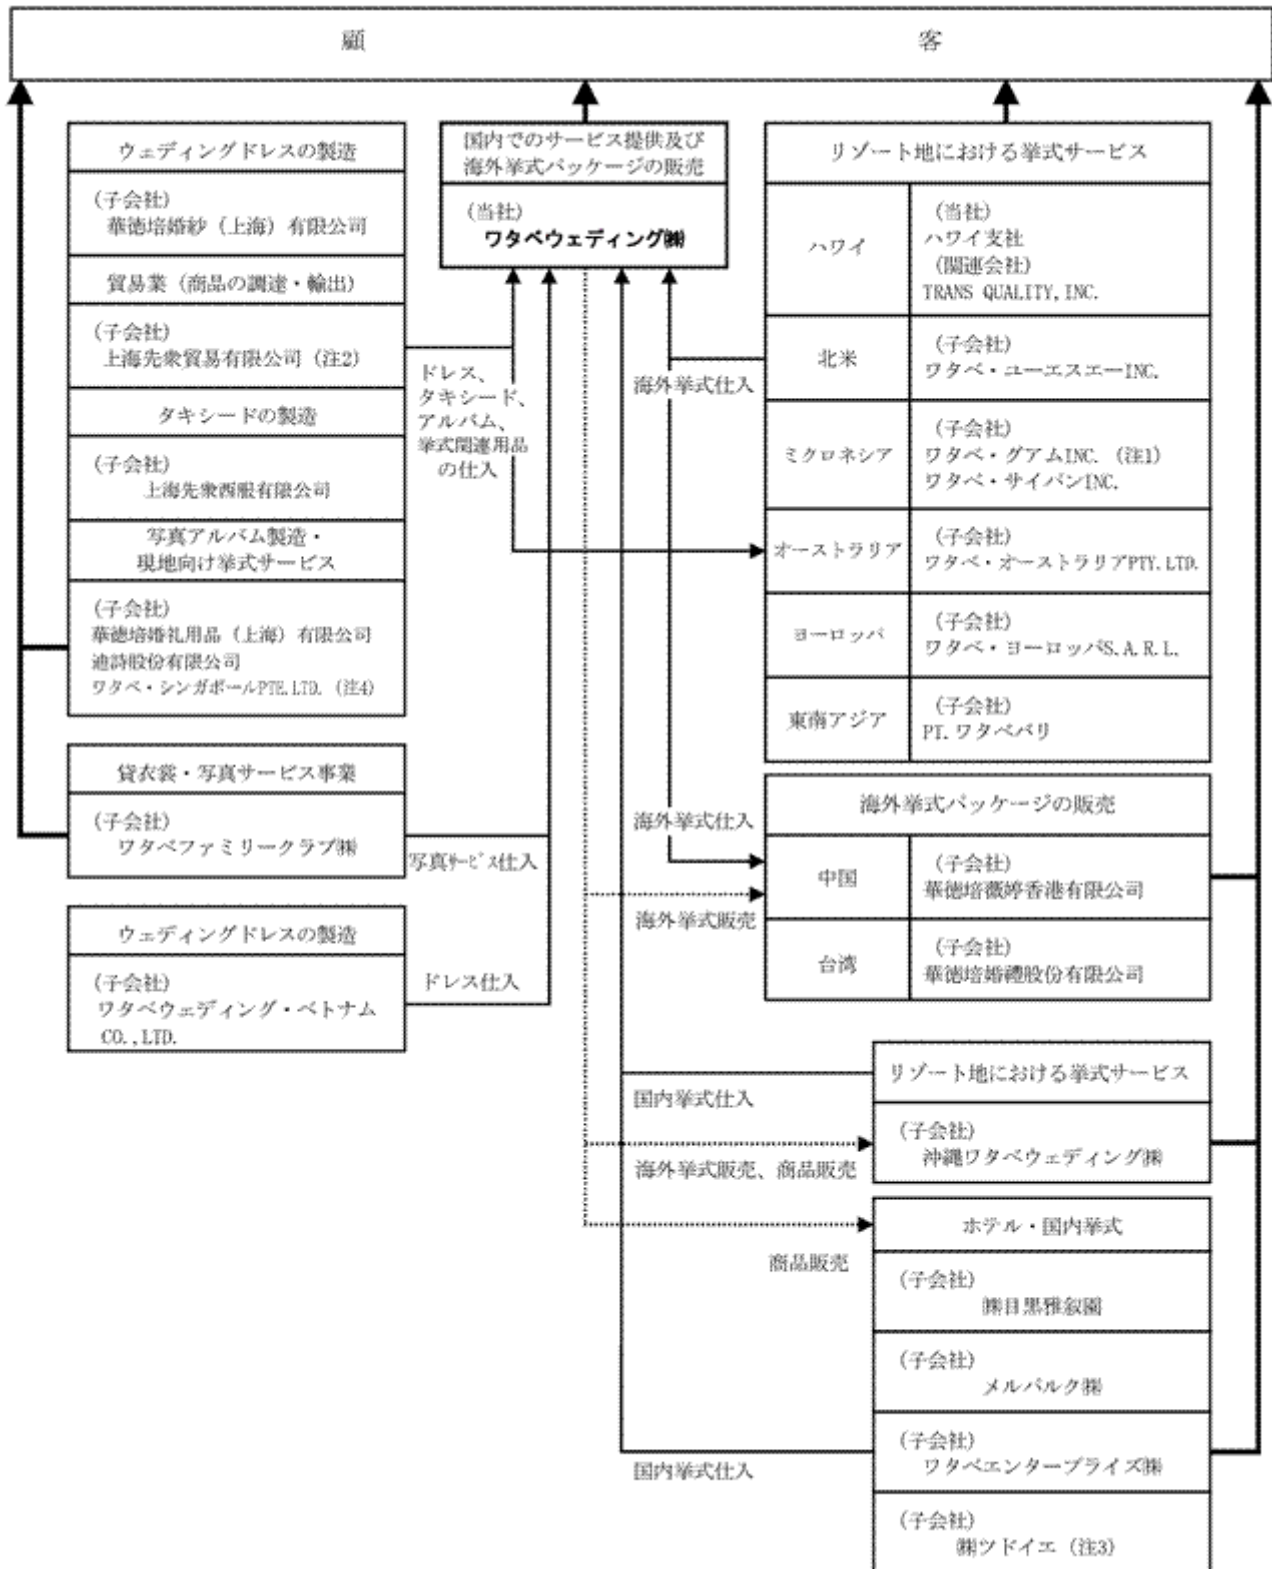 顧客
ウェディングドレスの製造
(子会社)
華徳培婚紗（上海）有限公司
貿易業（商品の調達・輸出）
(子会社)
上海先衆貿易有限公司（注2）
タキシードの製造
(子会社)
上海先衆西服有限公司
写真アルバム製造・
現地向け挙式サービス
(子会社)
華徳培婚礼用品（上海）有限公司
迪詩股份有限公司
ワタベ・シンガポールPTE.LTD.（注4）
貸衣裳・写真サービス事業
(子会社)
ワタベファミリークラブ㈱
ウェディングドレスの製造
(子会社)
ワタベウェディング・ベトナム
CO.,LTD.
国内でのサービス提供及び
海外挙式パッケージの販売
(当社)
ワタベウェディング㈱
ドレス、
タキシード、
アルバム、
挙式関連用品
の仕入
写真サービス仕入
ドレス仕入
海外挙式仕入
海外挙式仕入
海外挙式販売
国内挙式仕入
海外挙式販売、商品販売
商品販売
国内挙式仕入
リゾート地における挙式サービス
ハワイ
(当社)
ハワイ支社
(関連会社)
TRANS QUALITY,INC.
北米
(子会社)
ワタベ・ユーエスエーINC.
ミクロネシア
(子会社)
ワタベ・グアムINC.（注1）
ワタベ・サイパンINC.
オーストラリア
(子会社)
ワタベ・オーストラリアPTY.LTD.
ヨーロッパ
(子会社)
ワタベ・ヨーロッパS.A.R.L.
東南アジア
(子会社)
PT.ワタベバリ
海外挙式パッケージの販売
中国
(子会社)
華徳培薇婷香港有限公司
台湾
(子会社)
華徳培婚禮股份有限公司
リゾート地における挙式サービス
(子会社)
沖縄ワタベウェディング㈱
ホテル・国内挙式
(子会社)
㈱目黒雅叙園
(子会社)
メルパルク㈱
(子会社)
ワタベエンタープライズ㈱
(子会社)
㈱ツドイエ（注3）